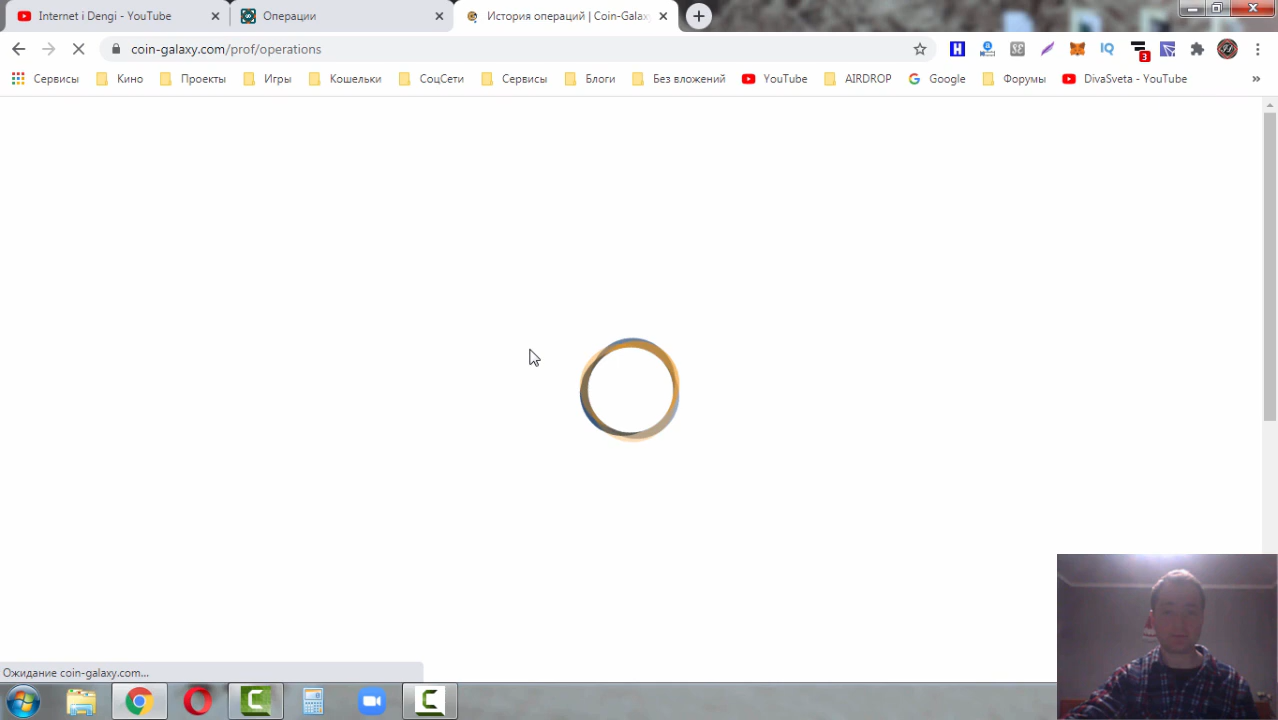 Internet i Dengi - YouTube
Операции
История операций | Coin-Galax
coin-galaxy.com/prof/operations
3
Сервисы
Кино
Проекты
Игры
Кошельки
СоцСети
Сервисы
Блоги
Без вложений
YouTube
AIRDROP
Google
Форумы
DivaSveta - YouTube
Ожидание coin-galaxy.com...